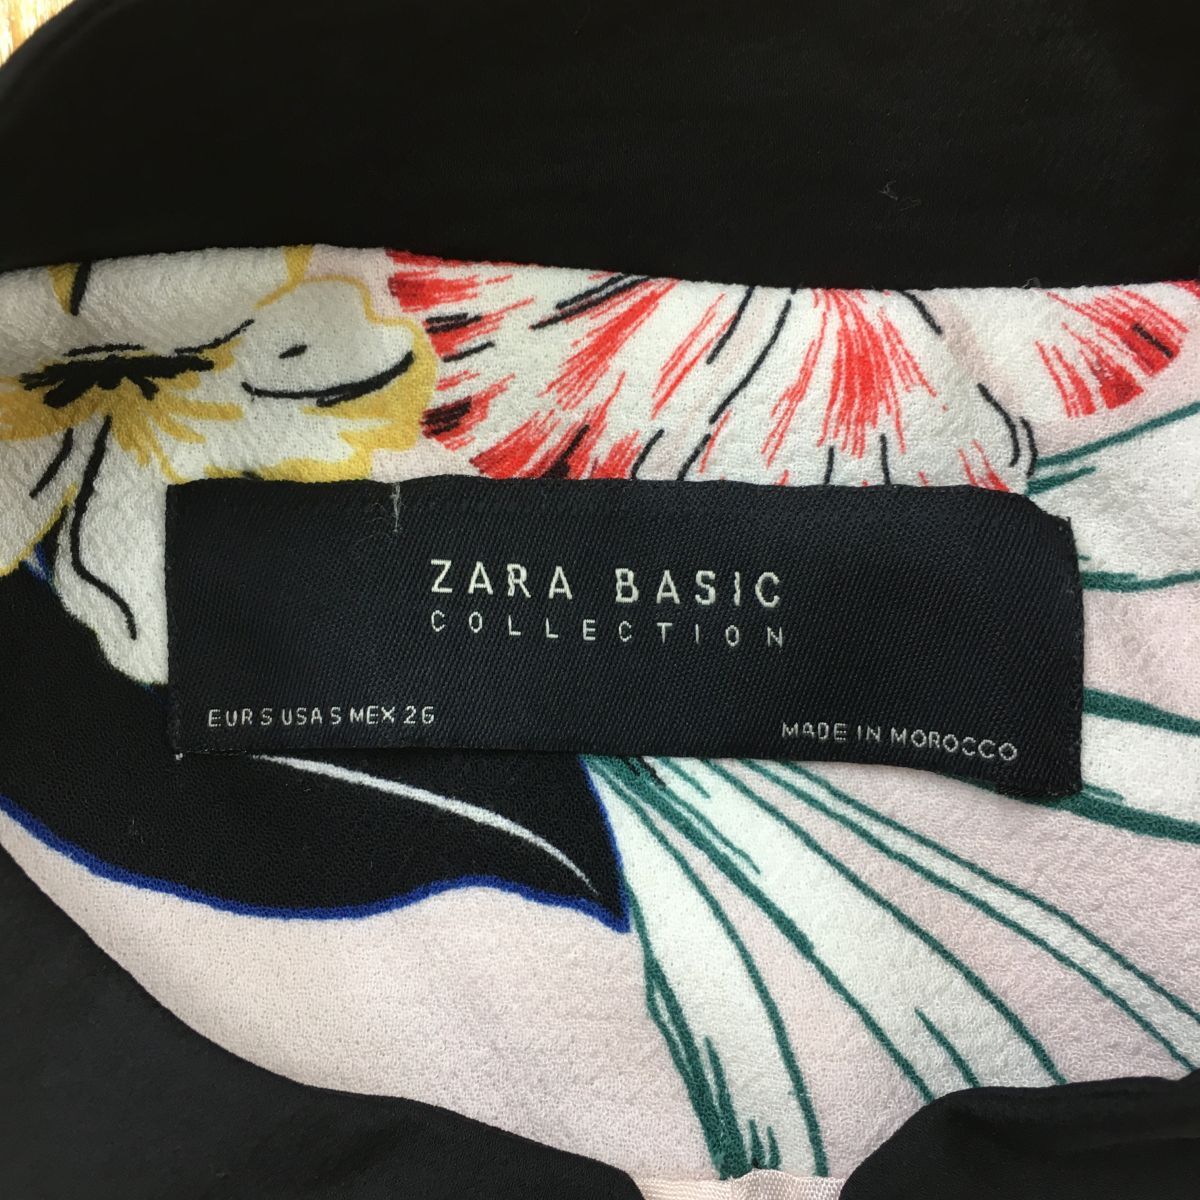 ZARA BASIC
COLLECTION
EUR S USA S MEX 26
MADE IN MOROCCO